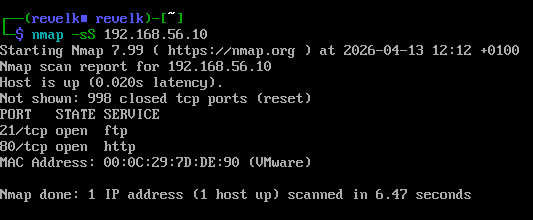 ┌──(revelk■ revelk)-[~]
└─$ nmap -sS 192.168.56.10
Starting Nmap 7.99 ( https://nmap.org ) at 2026-04-13 12:12 +0100
Nmap scan report for 192.168.56.10
Host is up (0.020s latency).
Not shown: 998 closed tcp ports (reset)
PORT   STATE SERVICE
21/tcp open  ftp
80/tcp open  http
MAC Address: 00:0C:29:7D:DE:90 (VMware)
Nmap done: 1 IP address (1 host up) scanned in 6.47 seconds